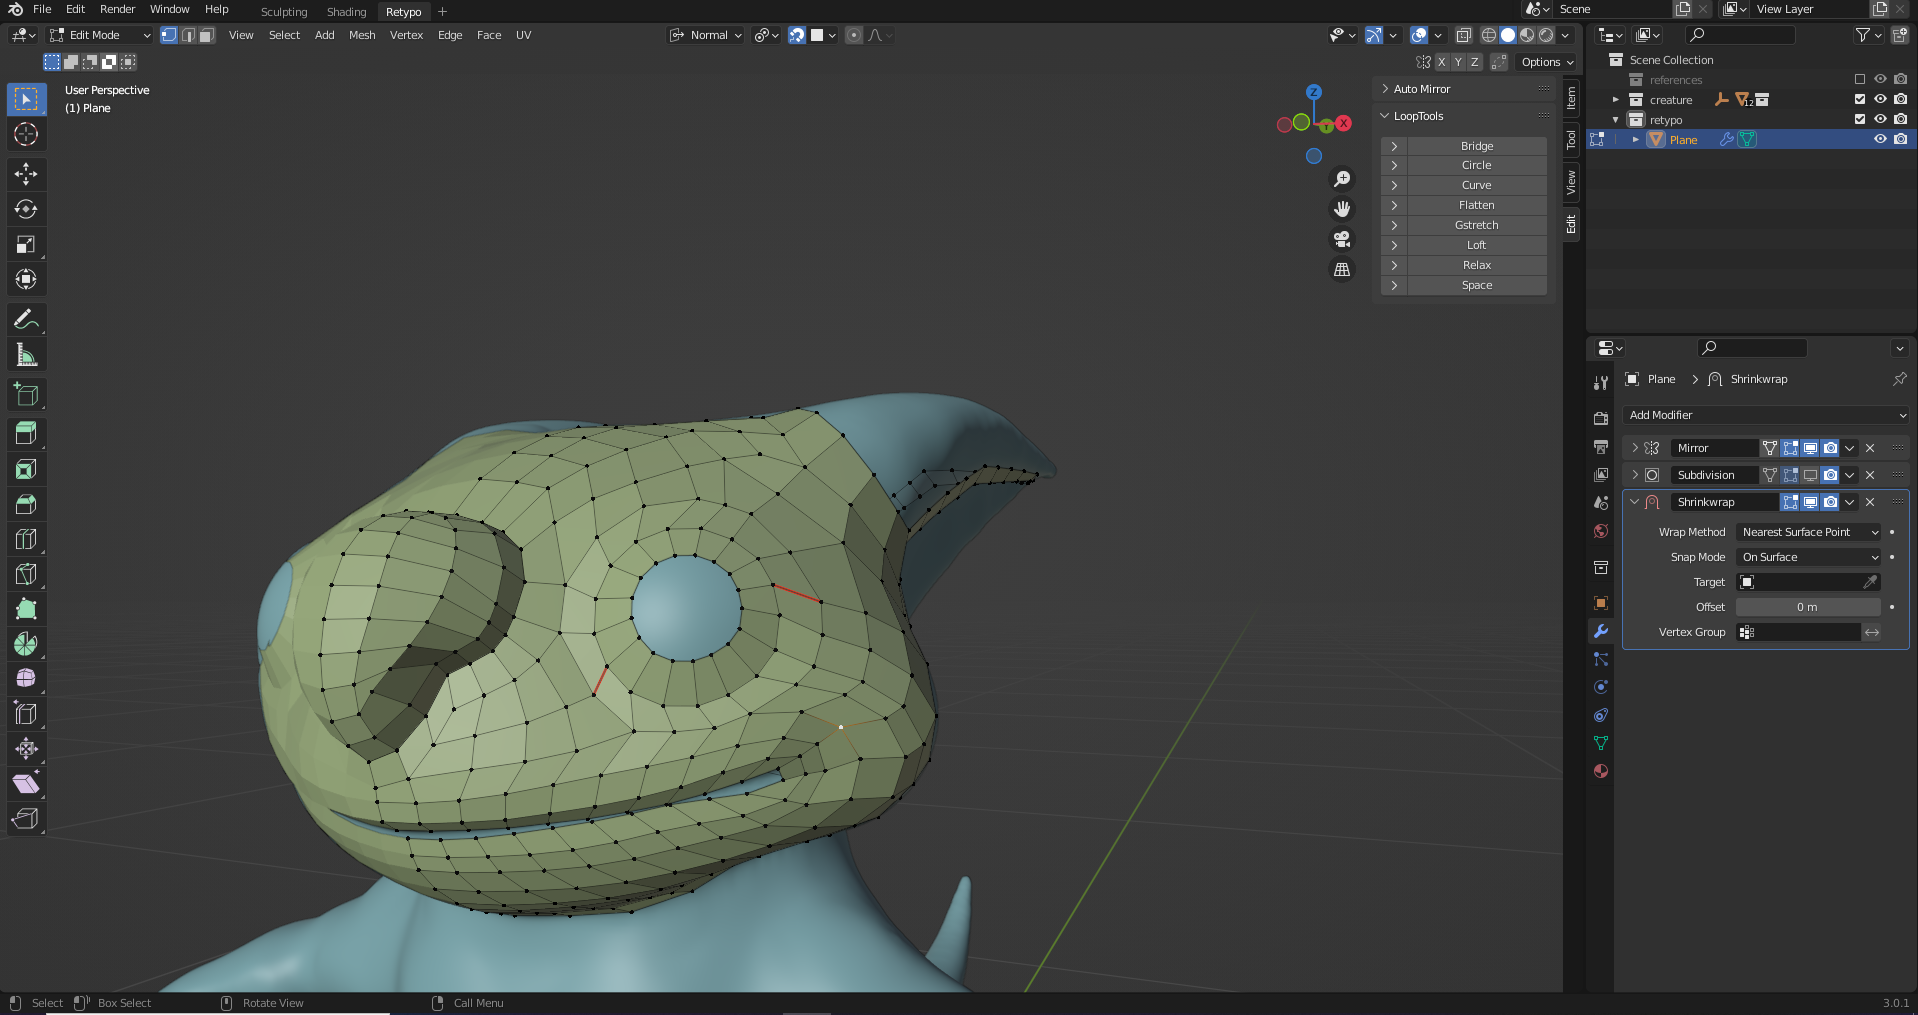 File Edit Render Window Help Sculpting Shading Retypo + Scene View Layer
Edit Mode View Select Add Mesh Vertex Edge Face UV Normal
X Y Z Options
User Perspective
(1) Plane
Z
X
Y
Auto Mirror
LoopTools
Bridge
Circle
Curve
Flatten
Gstretch
Loft
Relax
Space
Item
Tool
View
Edit
Scene Collection
references
creature 12
retypo
Plane
Plane > Shrinkwrap
Add Modifier
Mirror
Subdivision
Shrinkwrap
Wrap Method Nearest Surface Point
Snap Mode On Surface
Target
Offset 0 m
Vertex Group
Select Box Select Rotate View Call Menu 3.0.1